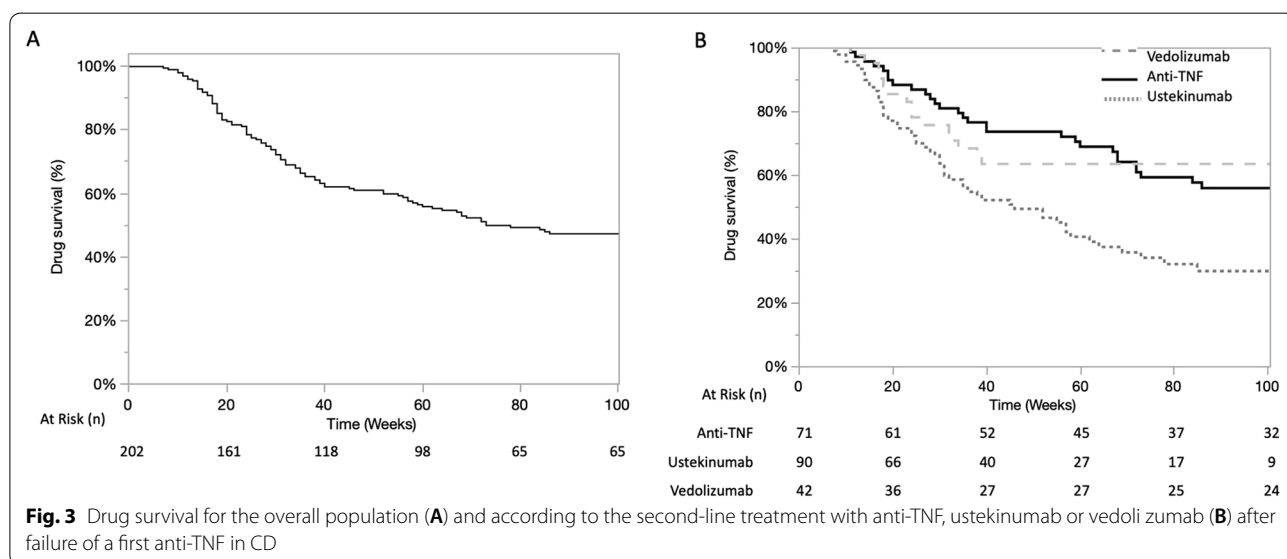 A
Drug survival (%)
100%
80%
60%
40%
20%
0%
0 20 40 60 80 100
Time (Weeks)
At Risk (n)
202 161 118 98 65 65
B
Drug survival (%)
100%
80%
60%
40%
20%
0%
Vedolizumab
Anti-TNF
Ustekinumab
0 20 40 60 80 100
Time (Weeks)
At Risk (n)
Anti-TNF 71 61 52 45 37 32
Ustekinumab 90 66 40 27 17 9
Vedolizumab 42 36 27 27 25 24
Fig. 3 Drug survival for the overall population (A) and according to the second-line treatment with anti-TNF, ustekinumab or vedoli zumab (B) after
failure of a first anti-TNF in CD